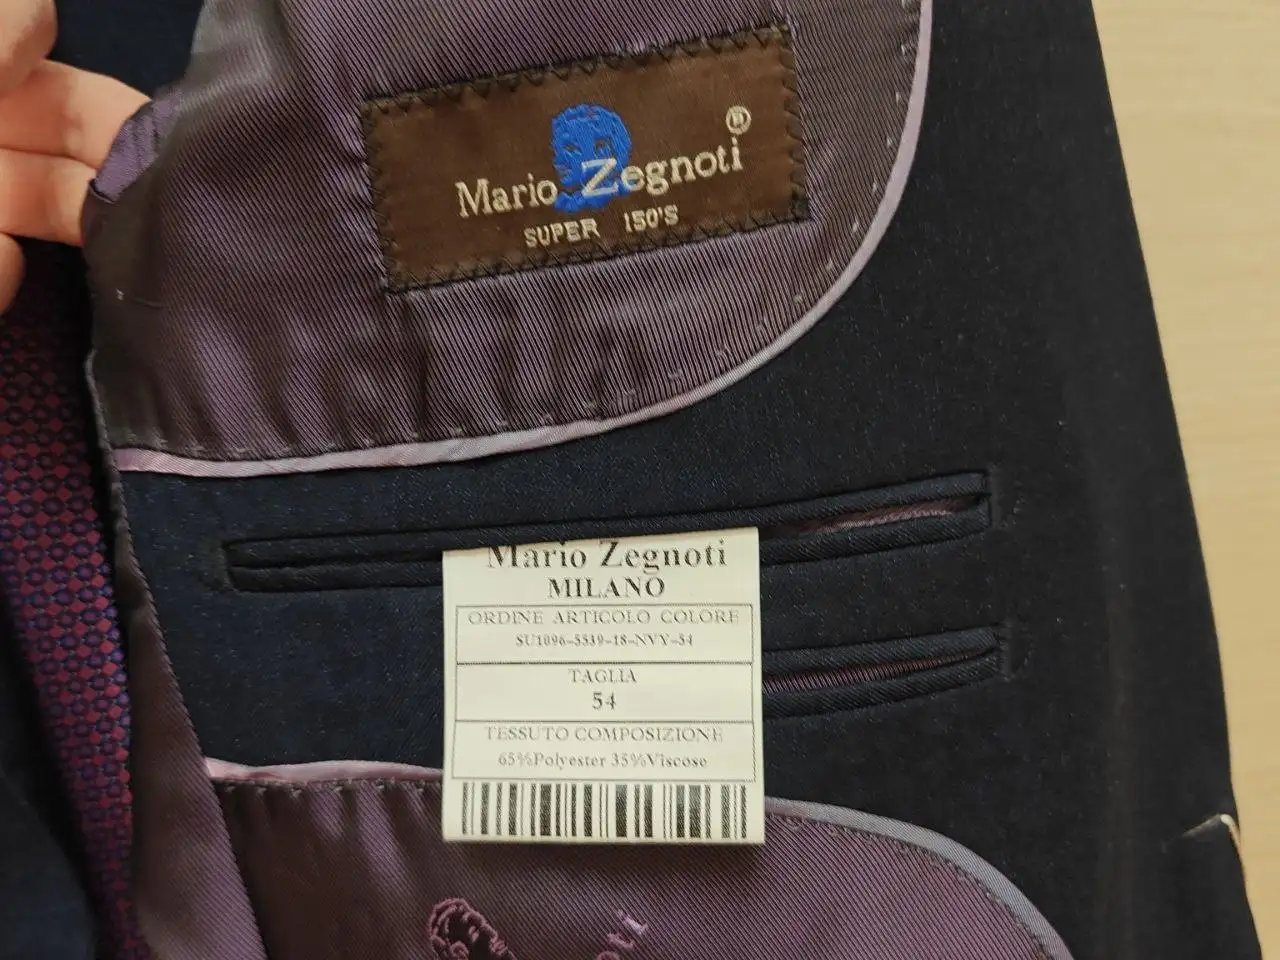 Mario Zegnoti ®
SUPER 150'S
Mario Zegnoti
MILANO
ORDINE ARTICOLO COLORE
SU1096-5539-18-NVY-54
TAGLIA
54
TESSUTO COMPOSIZIONE
65%Polyester 35%Viscose